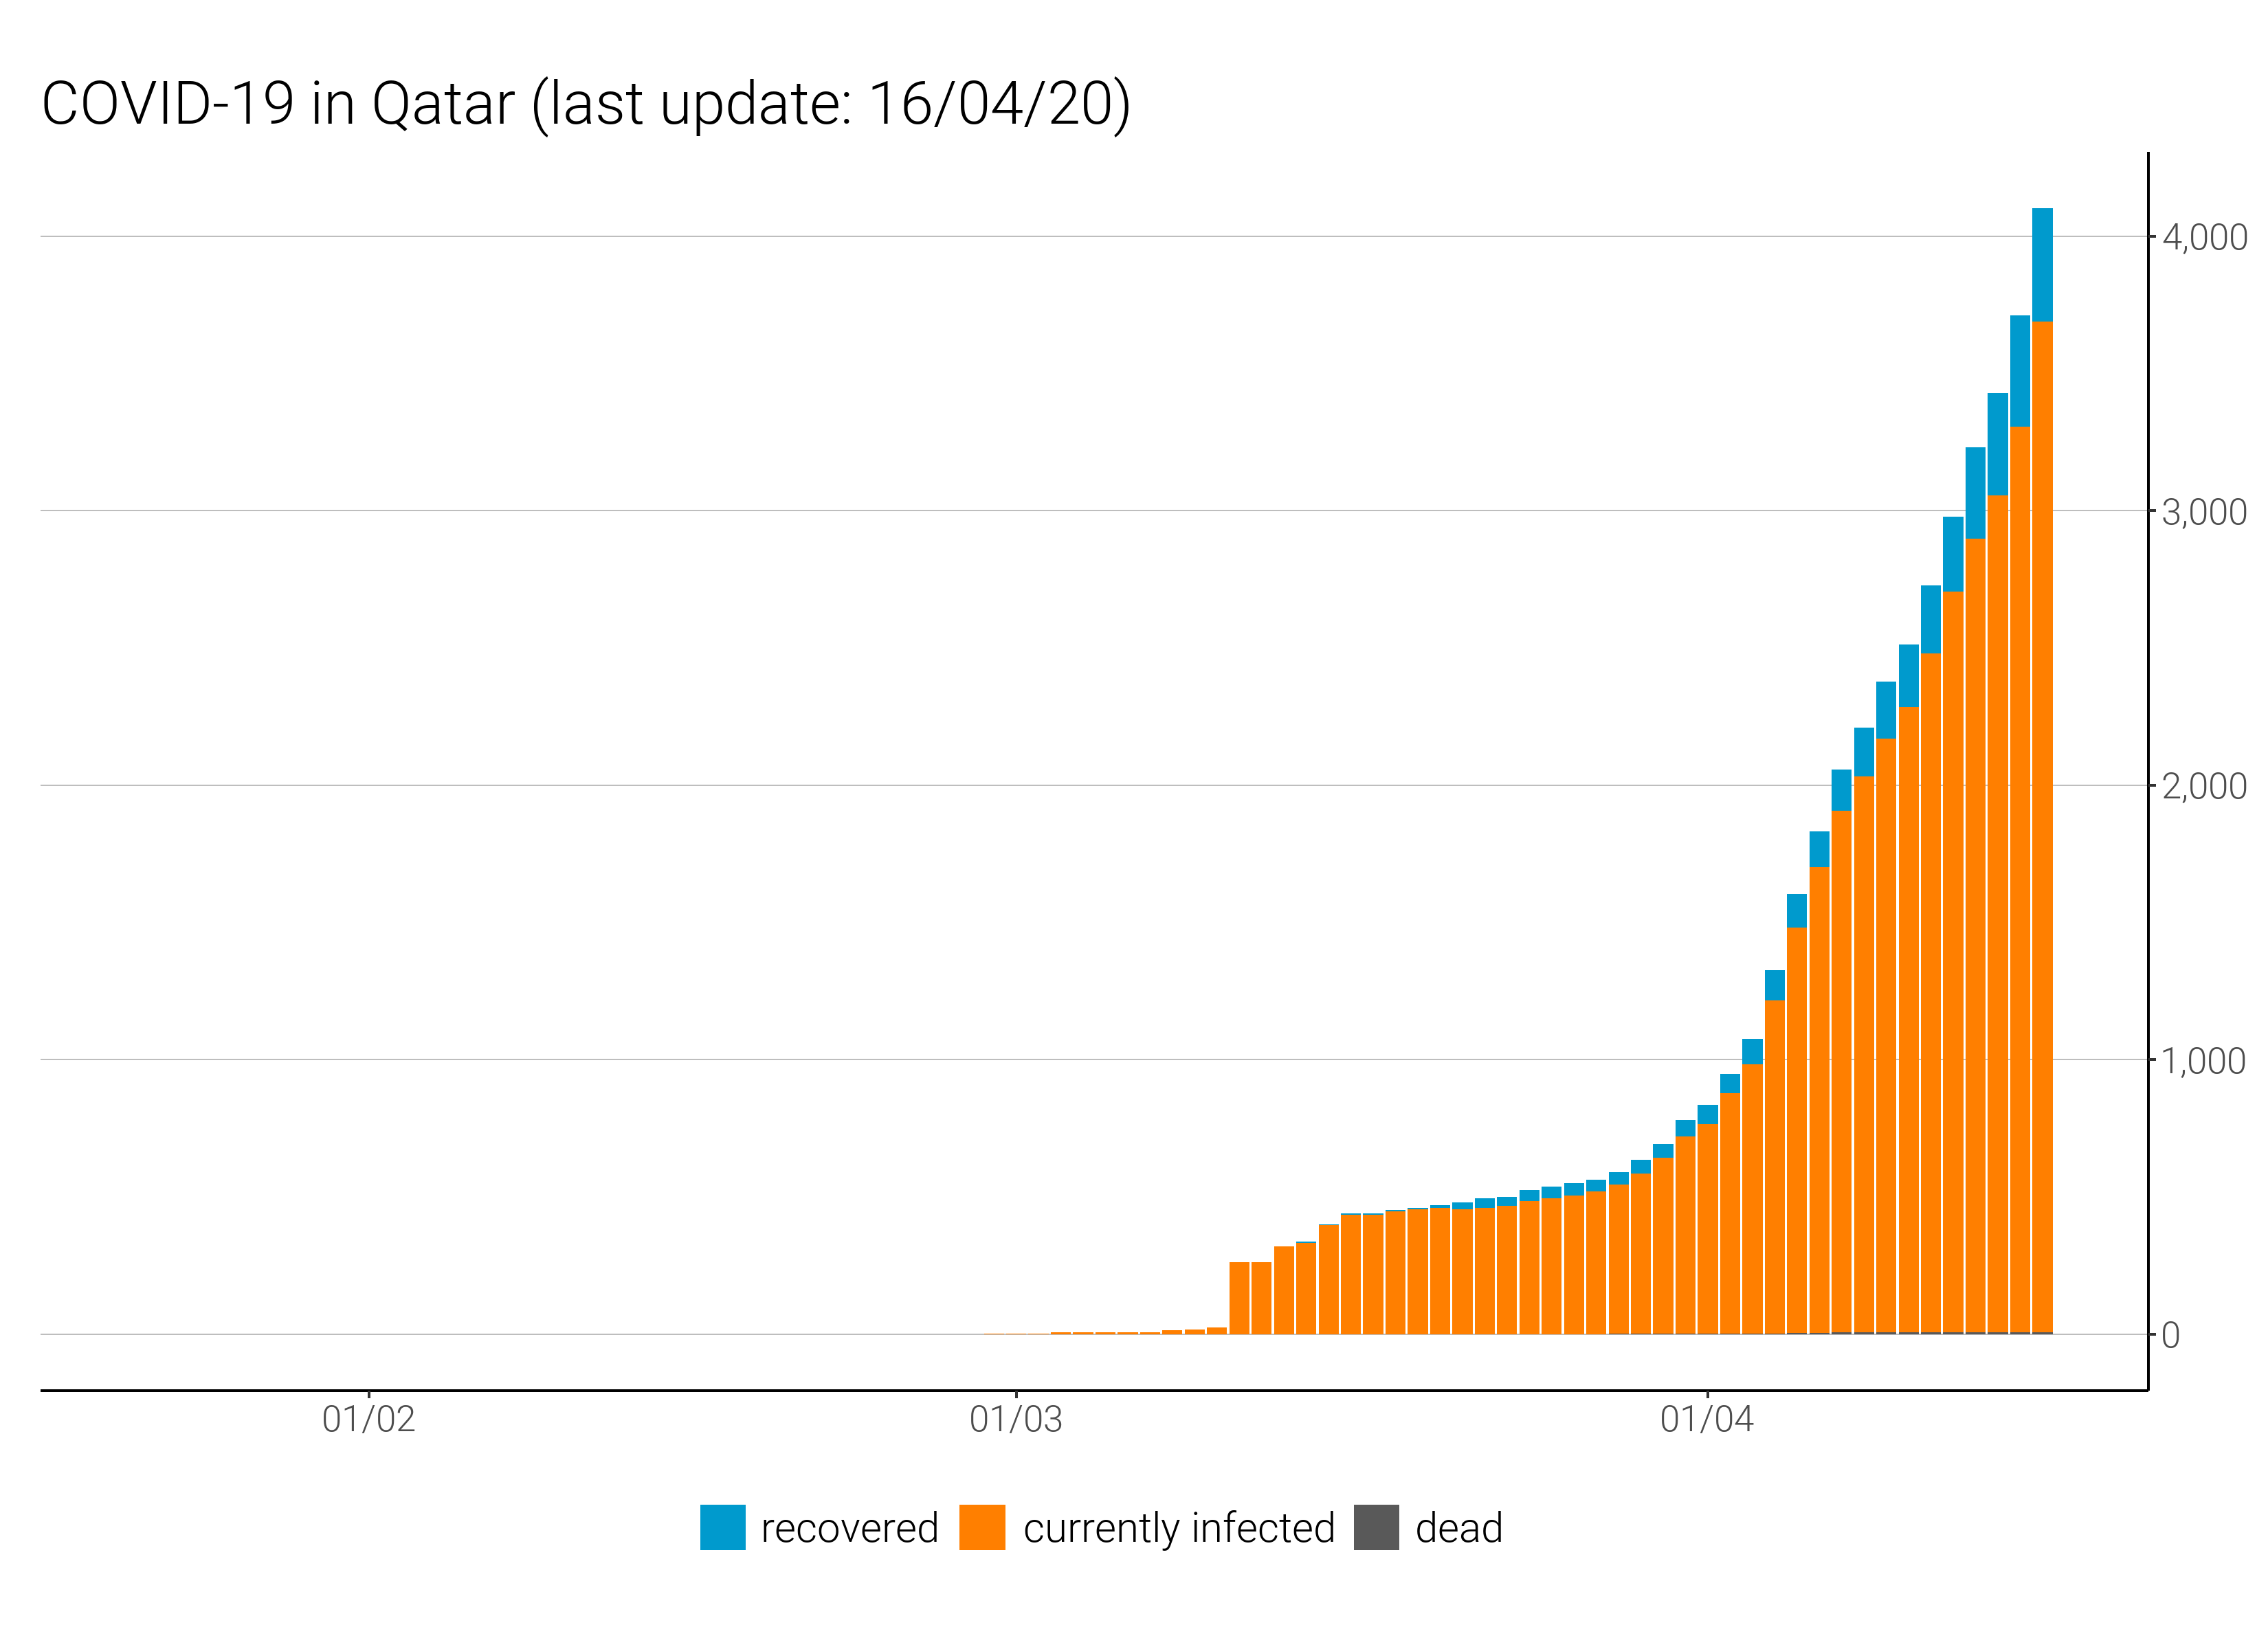 COVID-19 in Qatar (last update: 16/04/20)
4,000
3,000
2,000
1,000
0
01/02 01/03 01/04
recovered currently infected dead